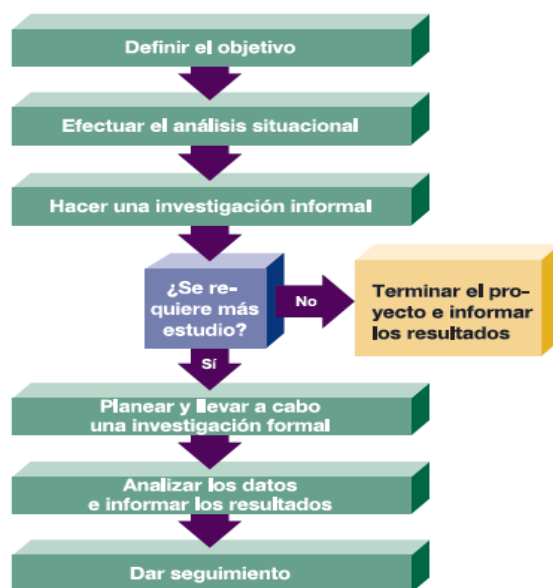 Definir el objetivo
Efectuar el análisis situacional
Hacer una investigación informal
¿Se re-
quiere más
estudio?
No
Terminar el pro-
yecto e informar
los resultados
Sí
Planear y llevar a cabo
una investigación formal
Analizar los datos
e informar los resultados
Dar seguimiento